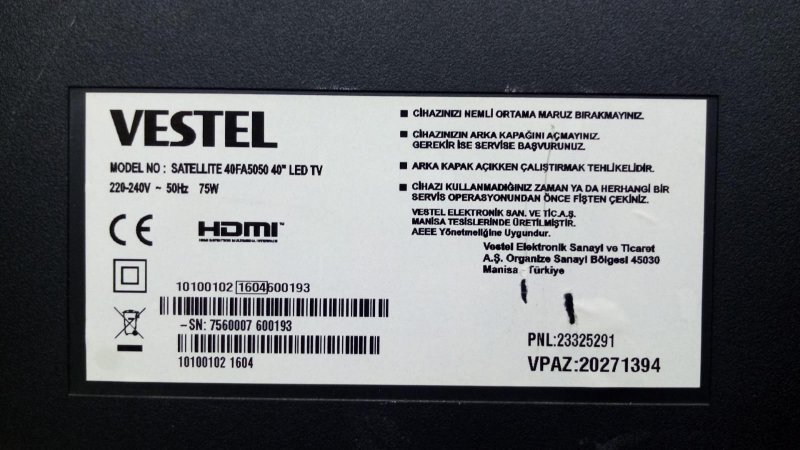 VESTEL
MODEL NO : SATELLITE 40FA5050 40" LED TV
220-240V ~ 50Hz 75W
CE HDMI™
10100102 1604 600193
-SN: 7560007 600193
10100102 1604
■ CİHAZINIZI NEMLİ ORTAMA MARUZ BIRAKMAYINIZ.
■ CİHAZINIZIN ARKA KAPAĞINI AÇMAYINIZ.
GEREKİR İSE SERVİSE BAŞVURUNUZ.
■ ARKA KAPAK AÇIKKEN ÇALIŞTIRMAK TEHLİKELİDİR.
■ CİHAZI KULLANMADIĞINIZ ZAMAN YA DA HERHANGİ BİR
SERVİS OPERASYONUNDAN ÖNCE FİŞTEN ÇEKİNİZ.
VESTEL ELEKTRONİK SAN. VE TİC.A.Ş.
MANİSA TESİSLERİNDE ÜRETİLMİŞTİR.
AEEE Yönetmeliğine Uygundur.
Vestel Elektronik Sanayi ve Ticaret
A.Ş. Organize Sanayi Bölgesi 45030
Manisa Türkiye
PNL:23325291
VPAZ:20271394